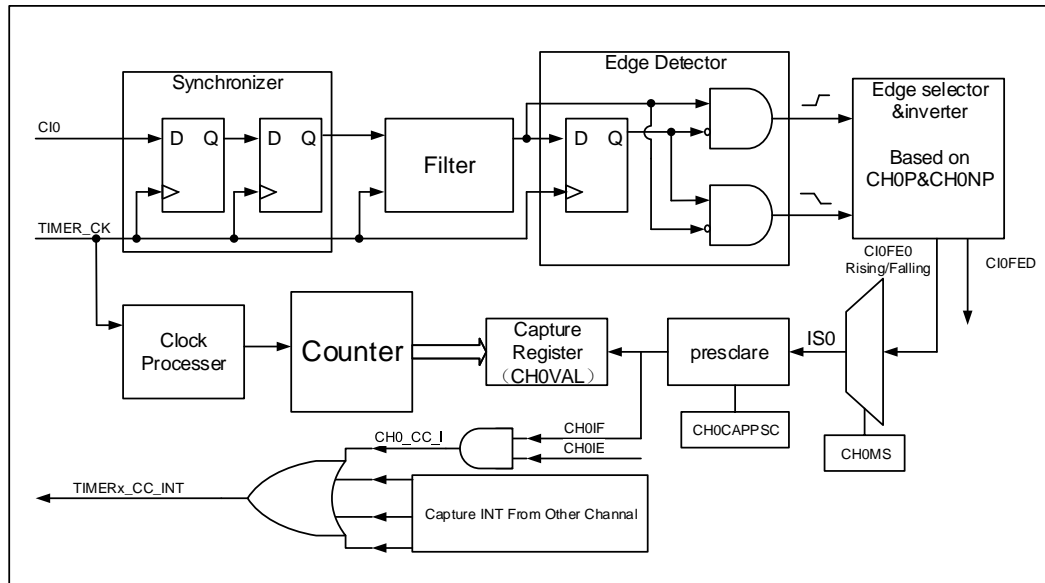 Synchronizer
Edge Detector
CI0
D Q
D Q
Filter
D Q
Edge selector
&inverter
Based on
CH0P&CH0NP
TIMER_CK
CI0FE0
Rising/Falling
CI0FED
Clock
Processer
Counter
Capture
Register
（CH0VAL）
presclare
IS0
CH0CAPPSC
CH0MS
CH0_CC_I
CH0IF
CH0IE
TIMERx_CC_INT
Capture INT From Other Channel